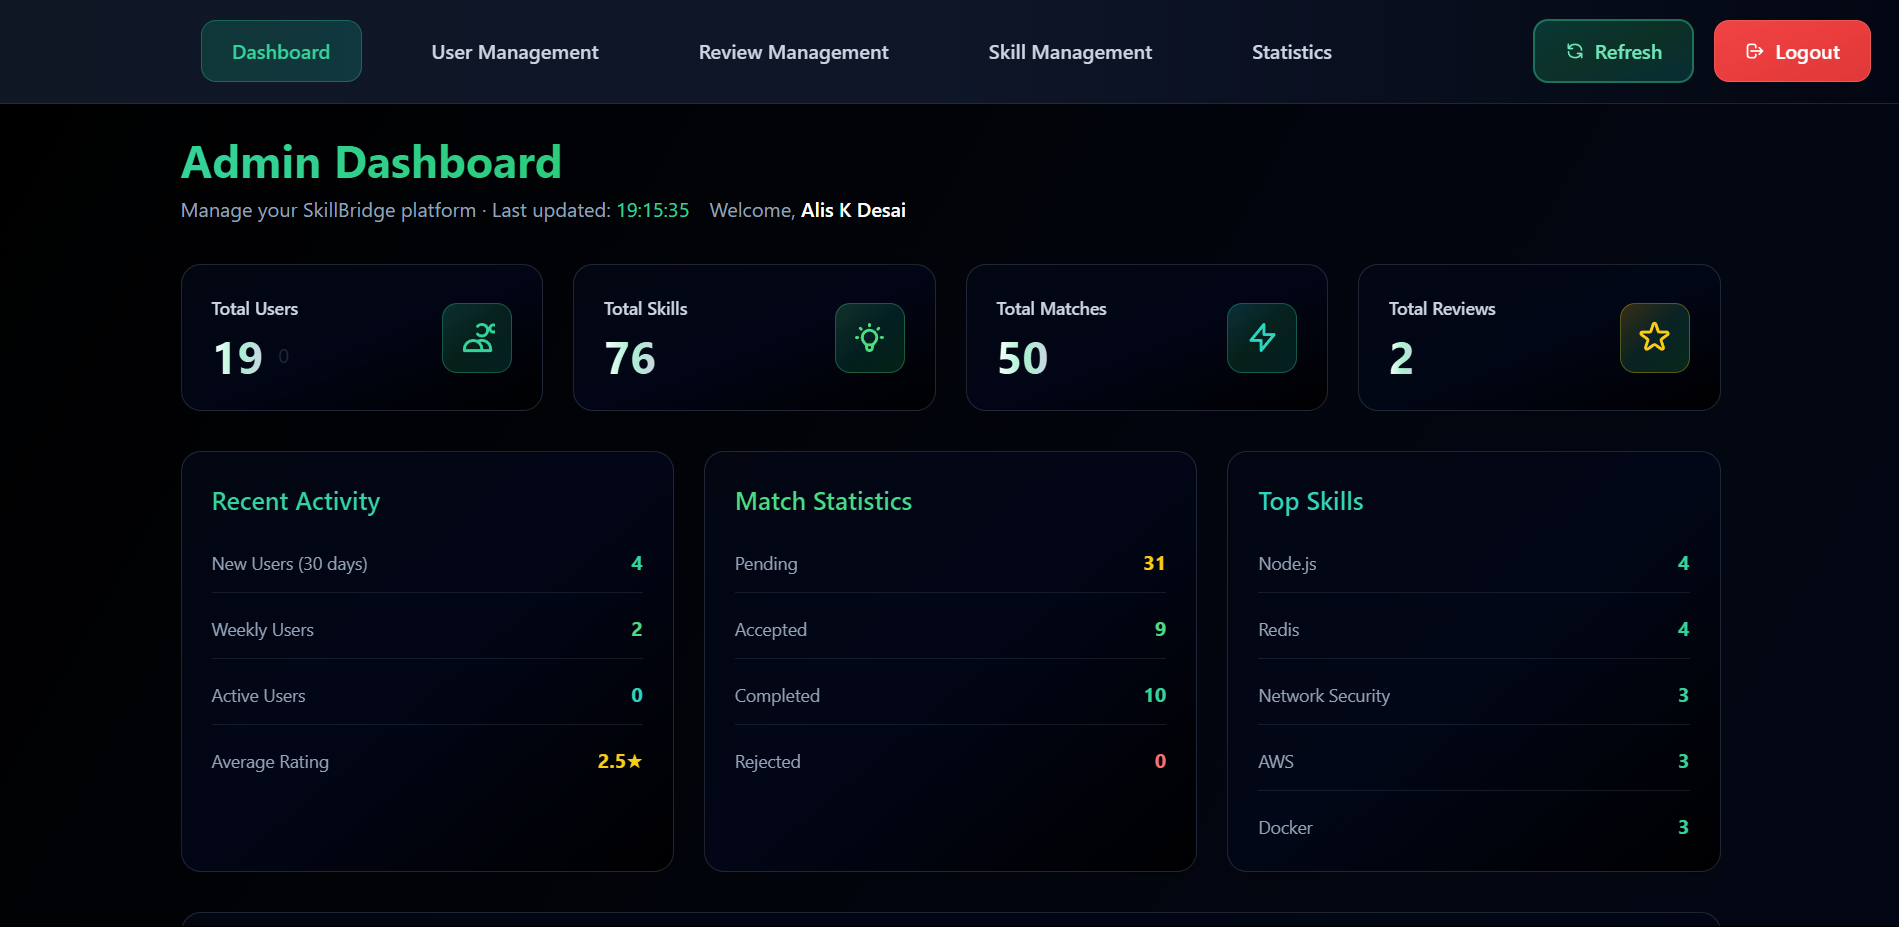 Dashboard User Management Review Management Skill Management Statistics Refresh Logout
Admin Dashboard
Manage your SkillBridge platform · Last updated: 19:15:35 Welcome, Alis K Desai
Total Users
19 0
Total Skills
76
Total Matches
50
Total Reviews
2
Recent Activity
New Users (30 days) 4
Weekly Users 2
Active Users 0
Average Rating 2.5★
Match Statistics
Pending 31
Accepted 9
Completed 10
Rejected 0
Top Skills
Node.js 4
Redis 4
Network Security 3
AWS 3
Docker 3